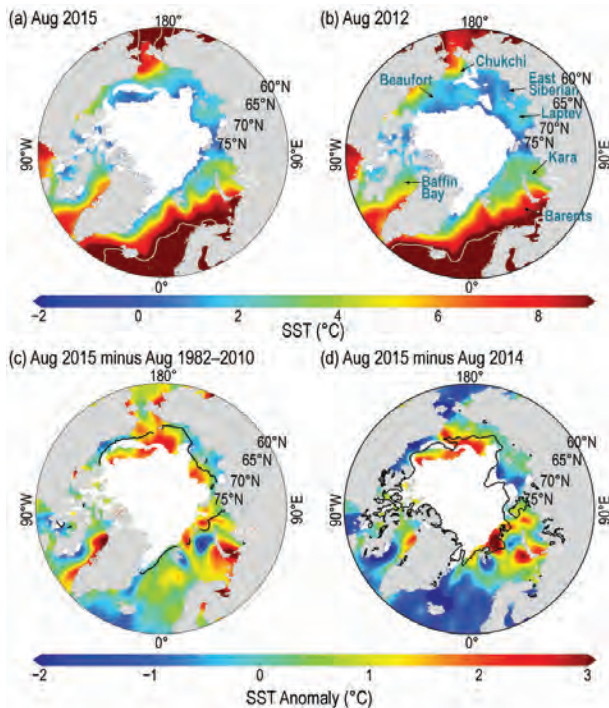 (a) Aug 2015
180°
60°N
65°N
70°N
75°N
90°W
90°E
0°
(b) Aug 2012
180°
Chukchi
Beaufort
East
Siberian
60°N
65°N
Laptev
70°N
75°N
90°W
90°E
Kara
Baffin
Bay
Barents
0°
−2 0 2 4 6 8
SST (°C)
(c) Aug 2015 minus Aug 1982–2010
180°
60°N
65°N
70°N
75°N
90°W
90°E
0°
(d) Aug 2015 minus Aug 2014
180°
60°N
65°N
70°N
75°N
90°W
90°E
0°
−2 −1 0 1 2 3
SST Anomaly (°C)